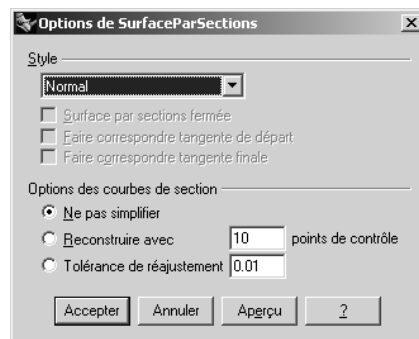 Options de SurfaceParSections
Style
Normal
Surface par sections fermée
Faire correspondre tangente de départ
Faire correspondre tangente finale
Options des courbes de section
Ne pas simplifier
Reconstruire avec 10 points de contrôle
Tolérance de réajustement 0.01
Accepter Annuler Aperçu ?